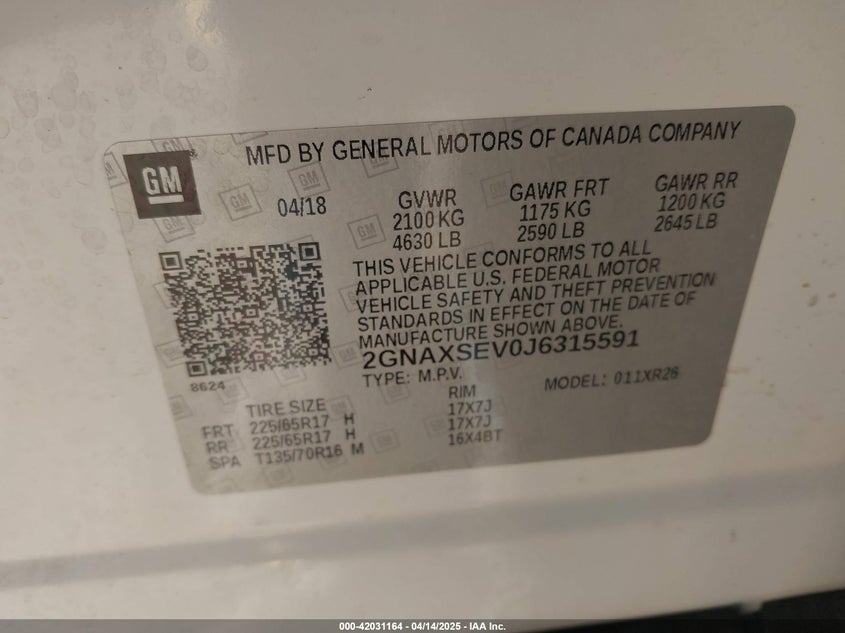 MFD BY GENERAL MOTORS OF CANADA COMPANY
GM
04/18
GVWR
2100 KG
4630 LB
GAWR FRT
1175 KG
2590 LB
GAWR RR
1200 KG
2645 LB
THIS VEHICLE CONFORMS TO ALL
APPLICABLE U.S. FEDERAL MOTOR
VEHICLE SAFETY AND THEFT PREVENTION
STANDARDS IN EFFECT ON THE DATE OF
MANUFACTURE SHOWN ABOVE.
2GNAXSEV0J6315591
TYPE: M.P.V.
MODEL: 011XR26
8624
TIRE SIZE
RIM
FRT 225/65R17 H 17X7J
RR 225/65R17 H 17X7J
SPA T135/70R16 M 16X4BT
000-42031164 - 04/14/2025 - IAA Inc.